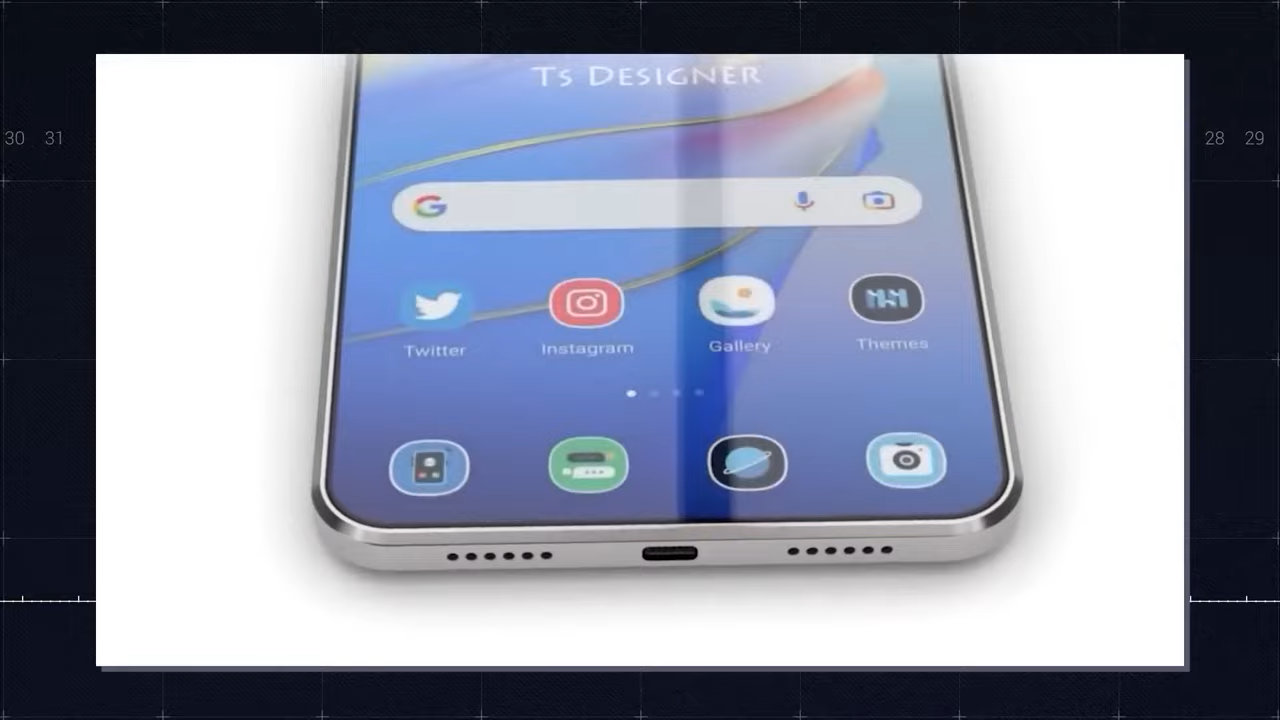 Ts Designer
30 31
28 29
G
Twitter
Instagram
Gallery
Themes